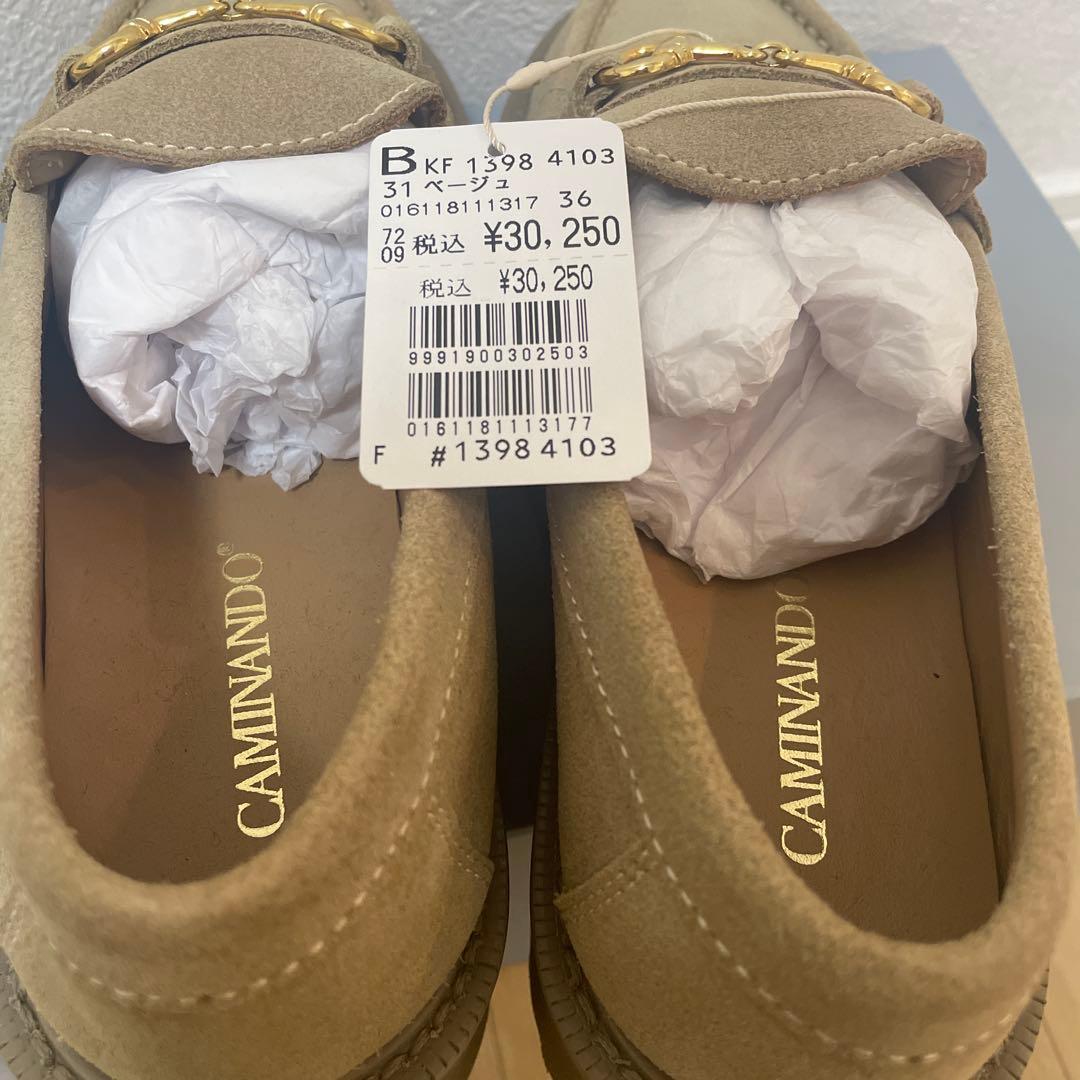 B KF 1398 4103
31 ベージュ
016118111317 36
72
09 税込 ¥30,250
税込 ¥30,250
9991900302503
0161181113177
F #1398 4103
CAMINANDO®
CAMINANDO